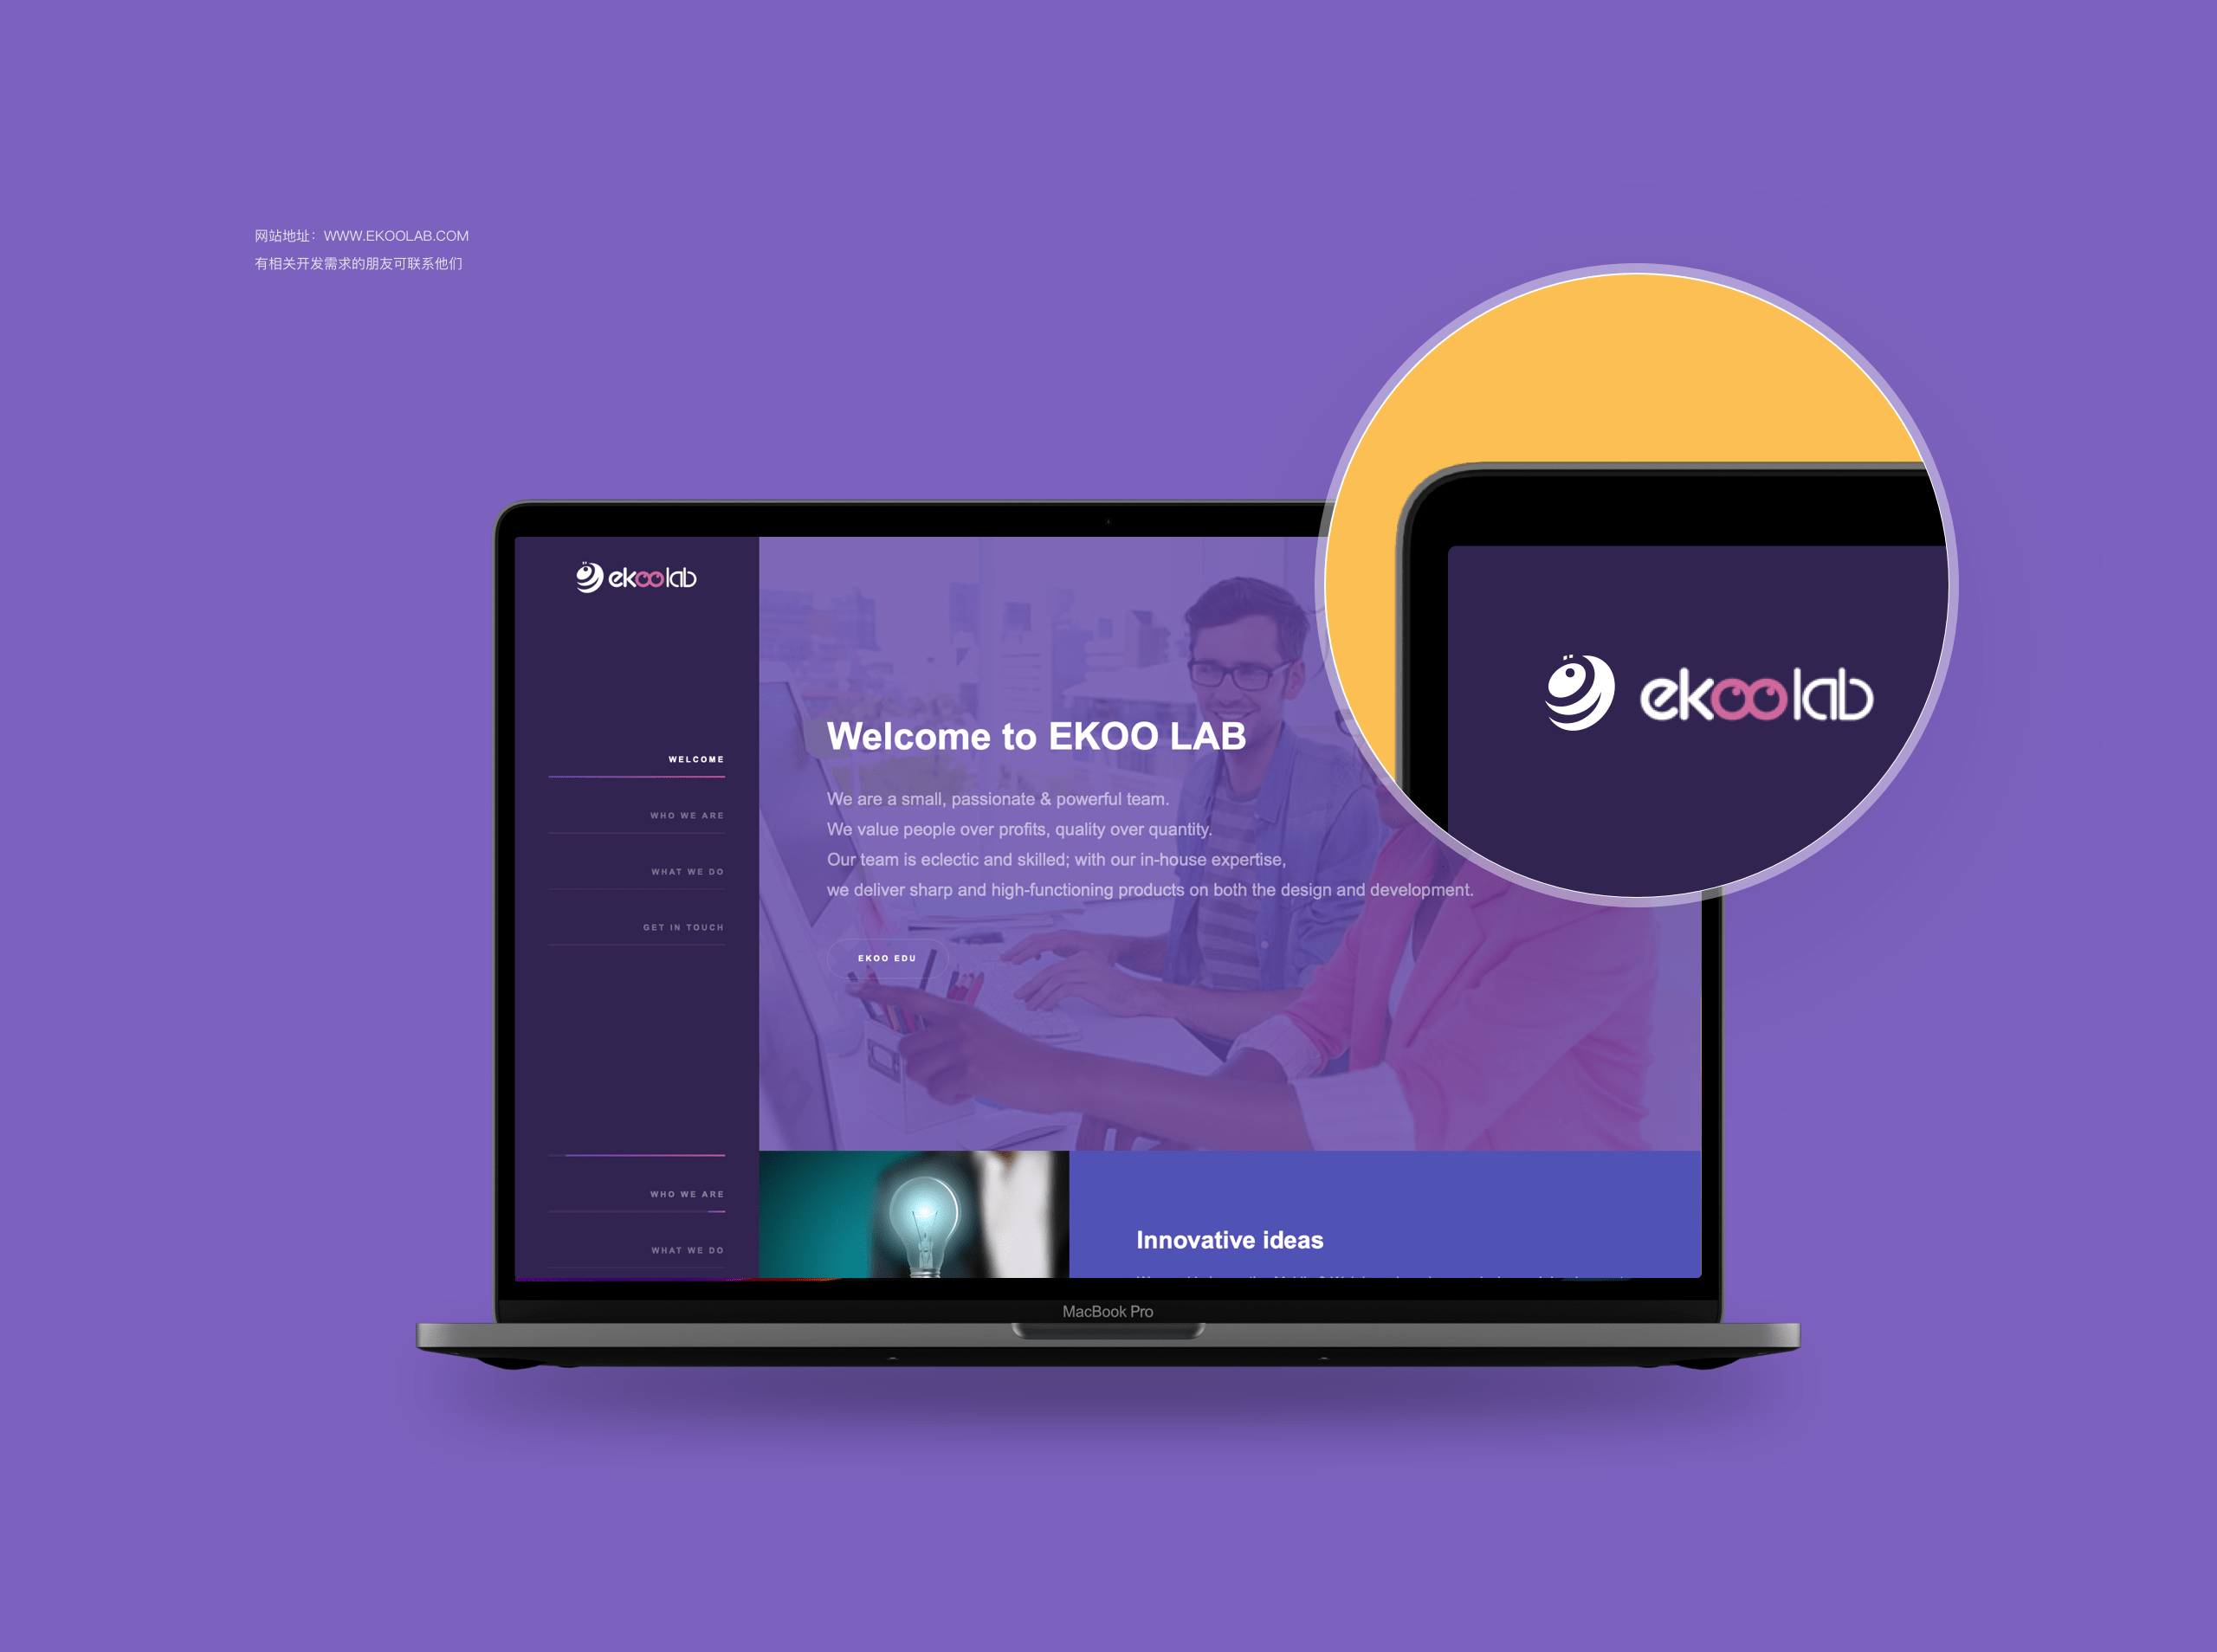 网站地址：WWW.EKOOLAB.COM
有相关开发需求的朋友可联系他们
ekoolab
ekoolab
WELCOME
WHO WE ARE
WHAT WE DO
GET IN TOUCH
WHO WE ARE
WHAT WE DO
Welcome to EKOO LAB
We are a small, passionate & powerful team.
We value people over profits, quality over quantity.
Our team is eclectic and skilled; with our in-house expertise,
we deliver sharp and high-functioning products on both the design and development.
EKOO EDU
Innovative ideas
MacBook Pro